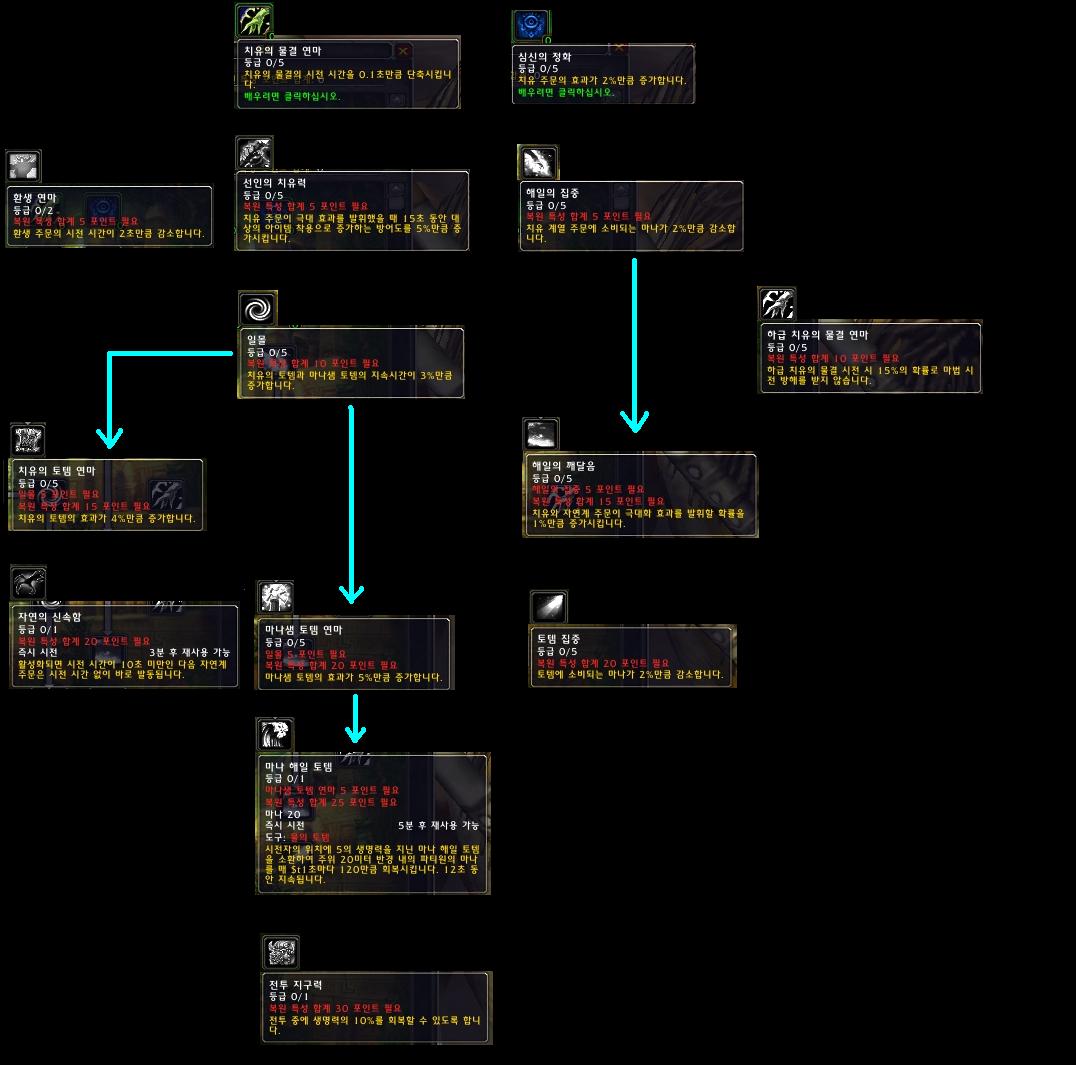 치유의 물결 연마
등급 0/5
치유의 물결의 시전 시간을 0.1초만큼 단축시킵니
다.
배우려면 클릭하십시오.
심신의 정화
등급 0/5
치유 주문의 효과가 2%만큼 증가합니다.
배우려면 클릭하십시오.
환생 연마
등급 0/2
복원 특성 합계 5 포인트 필요
환생 주문의 시전 시간이 2초만큼 감소합니다.
선인의 치유력
등급 0/5
복원 특성 합계 5 포인트 필요
치유 주문이 극대 효과를 발휘했을 때 15초 동안 대
상의 아이템 착용으로 증가하는 방어도를 5%만큼 증
가시킵니다.
해일의 집중
등급 0/5
복원 특성 합계 5 포인트 필요
치유 계열 주문에 소비되는 마나가 2%만큼 감소합
니다.
일몰
등급 0/5
복원 특성 합계 10 포인트 필요
치유의 토템과 마나샘 토템의 지속시간이 3%만큼
증가합니다.
하급 치유의 물결 연마
등급 0/5
복원 특성 합계 10 포인트 필요
하급 치유의 물결 시전 시 15%의 확률로 마법 시
전 방해를 받지 않습니다.
치유의 토템 연마
등급 0/5
일몰 5 포인트 필요
복원 특성 합계 15 포인트 필요
치유의 토템의 효과가 4%만큼 증가합니다.
해일의 깨달음
등급 0/5
해일의 집중 5 포인트 필요
복원 특성 합계 15 포인트 필요
치유와 자연계 주문이 극대화 효과를 발휘할 확률을
1%만큼 증가시킵니다.
자연의 신속함
등급 0/1
복원 특성 합계 20 포인트 필요
즉시 시전 3분 후 재사용 가능
활성화되면 시전 시간이 10초 미만인 다음 자연계
주문은 시전 시간 없이 바로 발동됩니다.
마나샘 토템 연마
등급 0/5
일몰 5 포인트 필요
복원 특성 합계 20 포인트 필요
마나샘 토템의 효과가 5%만큼 증가합니다.
토템 집중
등급 0/5
복원 특성 합계 20 포인트 필요
토템에 소비되는 마나가 2%만큼 감소합니다.
마나 해일 토템
등급 0/1
마나샘 토템 연마 5 포인트 필요
복원 특성 합계 25 포인트 필요
마나 20
즉시 시전 5분 후 재사용 가능
도구: 물의 토템
시전자의 위치에 5의 생명력을 지닌 마나 해일 토템
을 소환하여 주위 20미터 반경 내의 파티원의 마나
를 매 $t1초마다 120만큼 회복시킵니다. 12초 동
안 지속됩니다.
전투 지구력
등급 0/1
복원 특성 합계 30 포인트 필요
전투 중에 생명력의 10%를 회복할 수 있도록 합니
다.